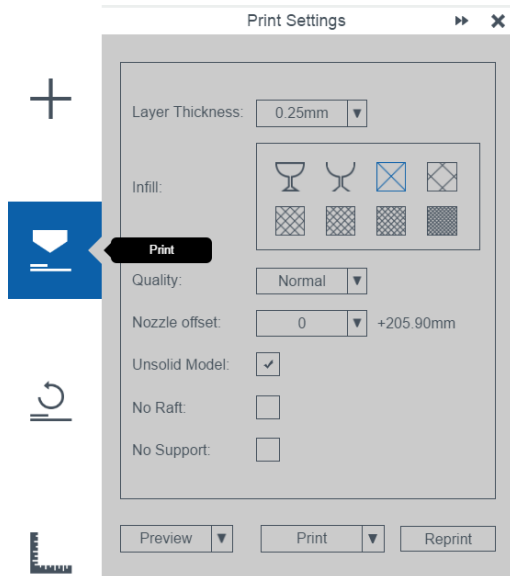 Print Settings
Layer Thickness: 0.25mm
Infill:
Print
Quality: Normal
Nozzle offset: 0 +205.90mm
Unsolid Model:
No Raft:
No Support:
Preview Print Reprint